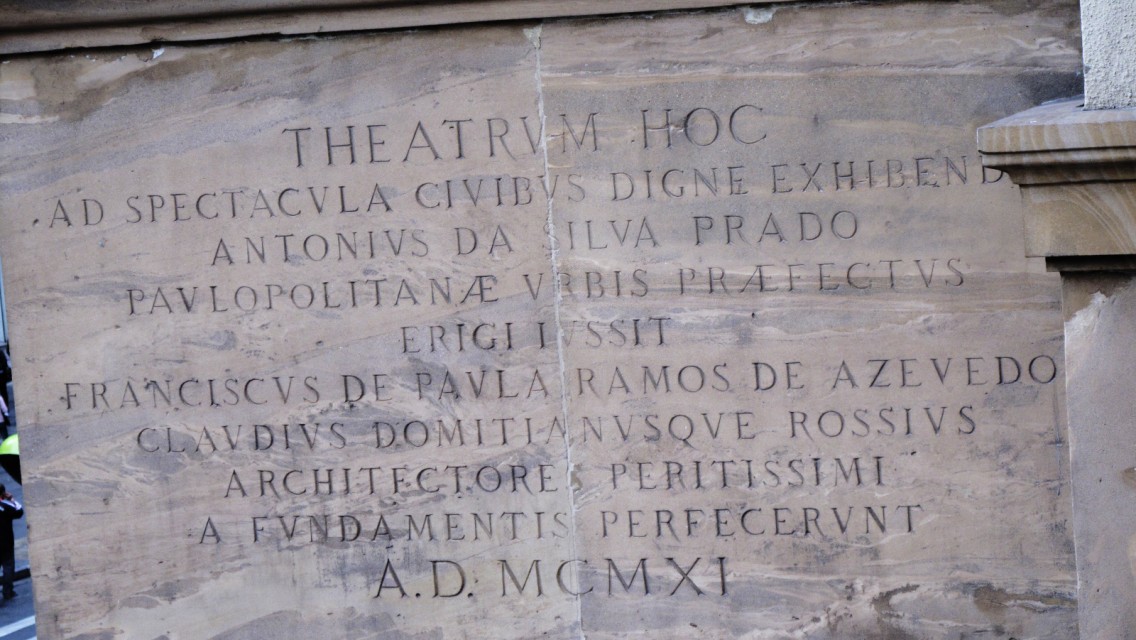 THEATRVM HOC
AD SPECTACVLA CIVIBVS DIGNE EXHIBEND
ANTONIVS DA SILVA PRADO
PAVLOPOLITANÆ VRBIS PRÆFECTVS
ERIGI IVSSIT
FRANCISCVS DE PAVLA RAMOS DE AZEVEDO
CLAVDIVS DOMITIANVSQVE ROSSIVS
ARCHITECTORES PERITISSIMI
A FVNDAMENTIS PERFECERVNT
A.D. MCMXI